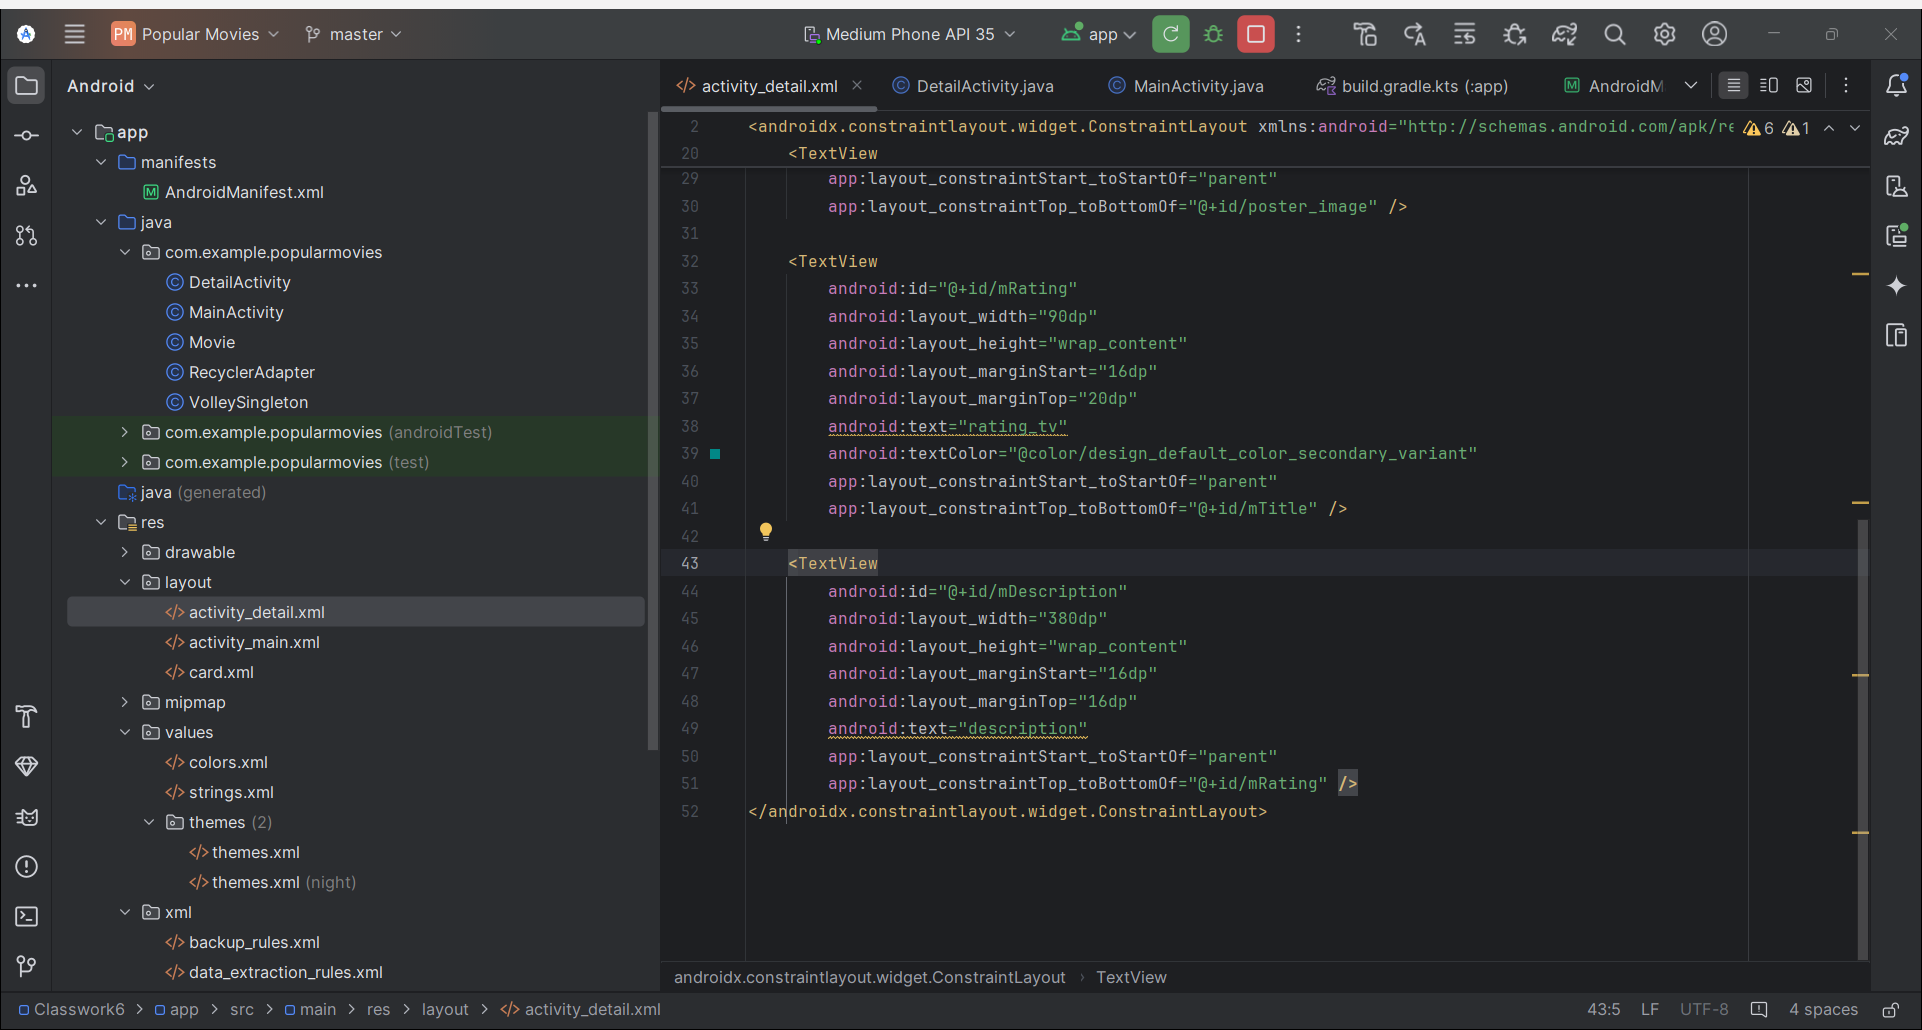 PM Popular Movies master Medium Phone API 35 app
Android
activity_detail.xml DetailActivity.java MainActivity.java build.gradle.kts (:app) AndroidM
app
manifests
AndroidManifest.xml
java
com.example.popularmovies
DetailActivity
MainActivity
Movie
RecyclerAdapter
VolleySingleton
com.example.popularmovies (androidTest)
com.example.popularmovies (test)
java (generated)
res
drawable
layout
activity_detail.xml
activity_main.xml
card.xml
mipmap
values
colors.xml
strings.xml
themes (2)
themes.xml
themes.xml (night)
xml
backup_rules.xml
data_extraction_rules.xml
2 <androidx.constraintlayout.widget.ConstraintLayout xmlns:android="http://schemas.android.com/apk/re 6 1
20 <TextView
29 app:layout_constraintStart_toStartOf="parent"
30 app:layout_constraintTop_toBottomOf="@+id/poster_image" />
31
32 <TextView
33 android:id="@+id/mRating"
34 android:layout_width="90dp"
35 android:layout_height="wrap_content"
36 android:layout_marginStart="16dp"
37 android:layout_marginTop="20dp"
38 android:text="rating_tv"
39 android:textColor="@color/design_default_color_secondary_variant"
40 app:layout_constraintStart_toStartOf="parent"
41 app:layout_constraintTop_toBottomOf="@+id/mTitle" />
42
43 <TextView
44 android:id="@+id/mDescription"
45 android:layout_width="380dp"
46 android:layout_height="wrap_content"
47 android:layout_marginStart="16dp"
48 android:layout_marginTop="16dp"
49 android:text="description"
50 app:layout_constraintStart_toStartOf="parent"
51 app:layout_constraintTop_toBottomOf="@+id/mRating" />
52 </androidx.constraintlayout.widget.ConstraintLayout>
androidx.constraintlayout.widget.ConstraintLayout › TextView
Classwork6 > app > src > main > res > layout > </> activity_detail.xml 43:5 LF UTF-8 4 spaces